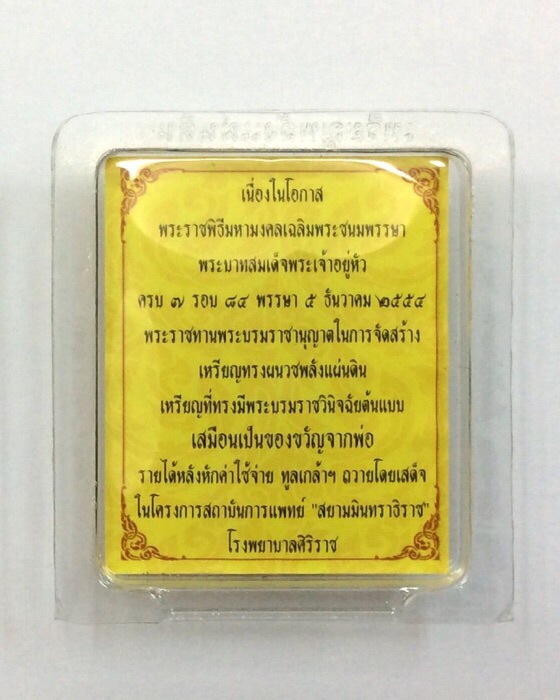 เนื่องในโอกาส
พระราชพิธีมหามงคลเฉลิมพระชนมพรรษา
พระบาทสมเด็จพระเจ้าอยู่หัว
ครบ ๗ รอบ ๘๔ พรรษา ๕ ธันวาคม ๒๕๕๔
พระราชทานพระบรมราชานุญาตในการจัดสร้าง
เหรียญทรงผนวชพลังแผ่นดิน
เหรียญที่ทรงมีพระบรมราชวินิจฉัยต้นแบบ
เสมือนเป็นของขวัญจากพ่อ
รายได้หลังหักค่าใช้จ่าย ทูลเกล้าฯ ถวายโดยเสด็จ
ในโครงการสถาบันการแพทย์ "สยามมินทราธิราช"
โรงพยาบาลศิริราช